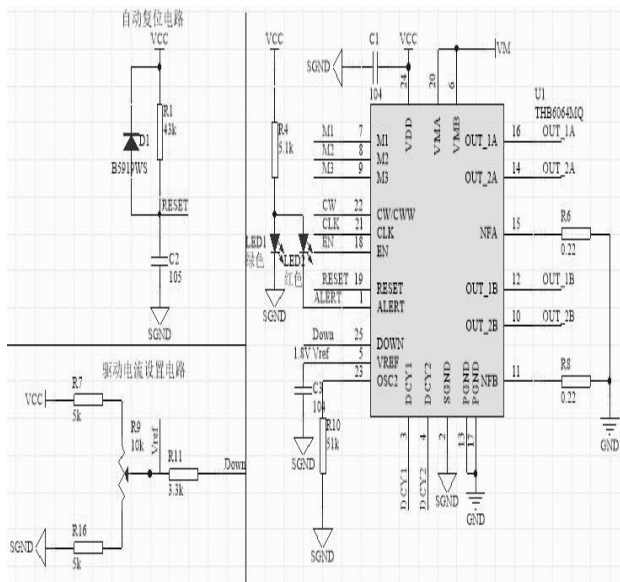 自动复位电路
VCC
R1
43k
D1
B5919WS
RESET
C2
105
SGND
驱动电流设置电路
VCC
R7
5k
R9
10k
Vref
R11
3.3k
Down
R16
5k
SGND
VCC
R4
5.1k
LED1
绿色
LED2
红色
SGND
C1
104
SGND
VCC
24
20
6
VM
U1
THB6064MQ
VDD
VMA
VMB
M1 7 M1
M2 8 M2
M3 9 M3
CW 22 CW/CWW
CLK 21 CLK
EN 18 EN
RESET 19 RESET
ALERT 1 ALERT
Down 25 DOWN
1.8V Vref 5 VREF
23 OSC2
OUT_1A 16 OUT_1A
OUT_2A 14 OUT_2A
NFA 15
R6
0.22
OUT_1B 12 OUT_1B
OUT_2B 10 OUT_2B
NFB 11
R8
0.22
GND
DCY1
DCY2
SGND
PGND
PGND
3
4
2
13
17
DCY1
DCY2
SGND
GND
C3
104
SGND
R10
51k
SGND